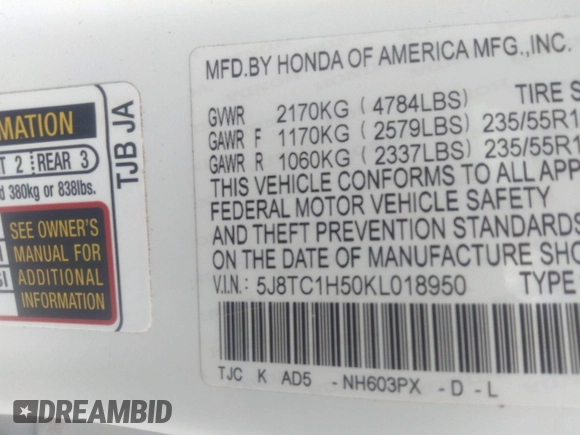 MFD.BY HONDA OF AMERICA MFG.,INC.
GVWR 2170KG (4784LBS) TIRE S
GAWR F 1170KG (2579LBS) 235/55R1
GAWR R 1060KG (2337LBS) 235/55R1
THIS VEHICLE CONFORMS TO ALL APP
FEDERAL MOTOR VEHICLE SAFETY
AND THEFT PREVENTION STANDARDS
ON THE DATE OF MANUFACTURE SHO
V.I.N.: 5J8TC1H50KL018950 TYPE
TJC K AD5 -NH603PX -D -L
MATION
T 2 REAR 3
d 380kg or 838lbs.
SEE OWNER'S
MANUAL FOR
ADDITIONAL
INFORMATION
SI
TJB JA
DREAMBID